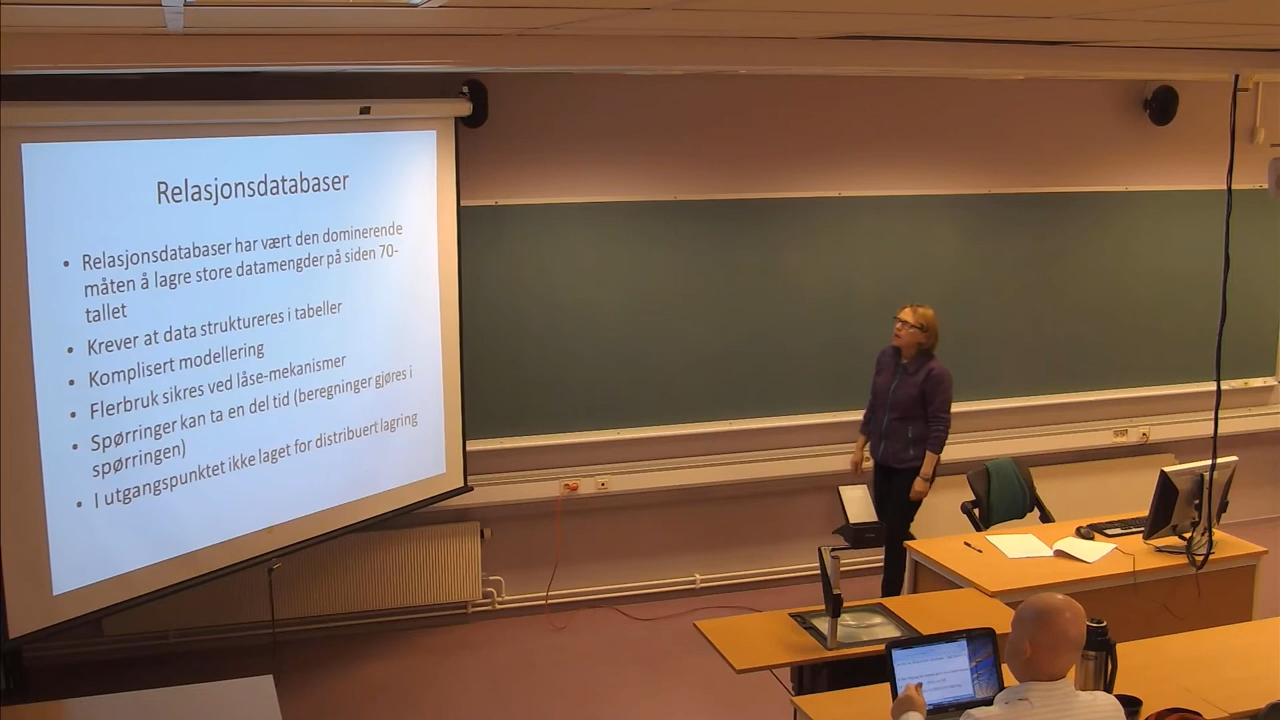 Relasjonsdatabaser
• Relasjonsdatabaser har vært den dominerende
måten å lagre store datamengder på siden 70-
tallet
• Krever at data struktureres i tabeller
• Komplisert modellering
• Flerbruk sikres ved låse-mekanismer
• Spørringer kan ta en del tid (beregninger gjøres i
spørringen)
• I utgangspunktet ikke laget for distribuert lagring